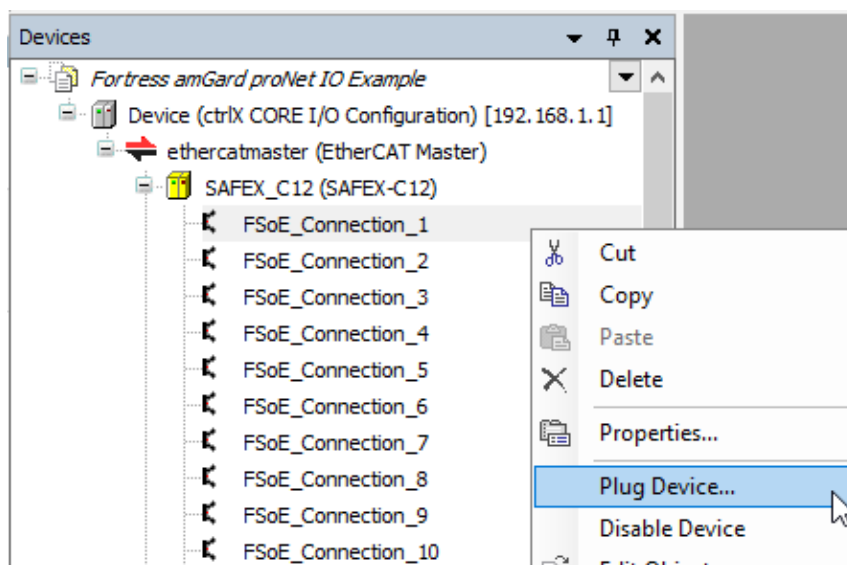 Devices
Fortress amGard proNet IO Example
Device (ctrlX CORE I/O Configuration) [192.168.1.1]
ethercatmaster (EtherCAT Master)
SAFEX_C12 (SAFEX-C12)
FSoE_Connection_1
FSoE_Connection_2
FSoE_Connection_3
FSoE_Connection_4
FSoE_Connection_5
FSoE_Connection_6
FSoE_Connection_7
FSoE_Connection_8
FSoE_Connection_9
FSoE_Connection_10
Cut
Copy
Paste
Delete
Properties...
Plug Device...
Disable Device
Edit Object